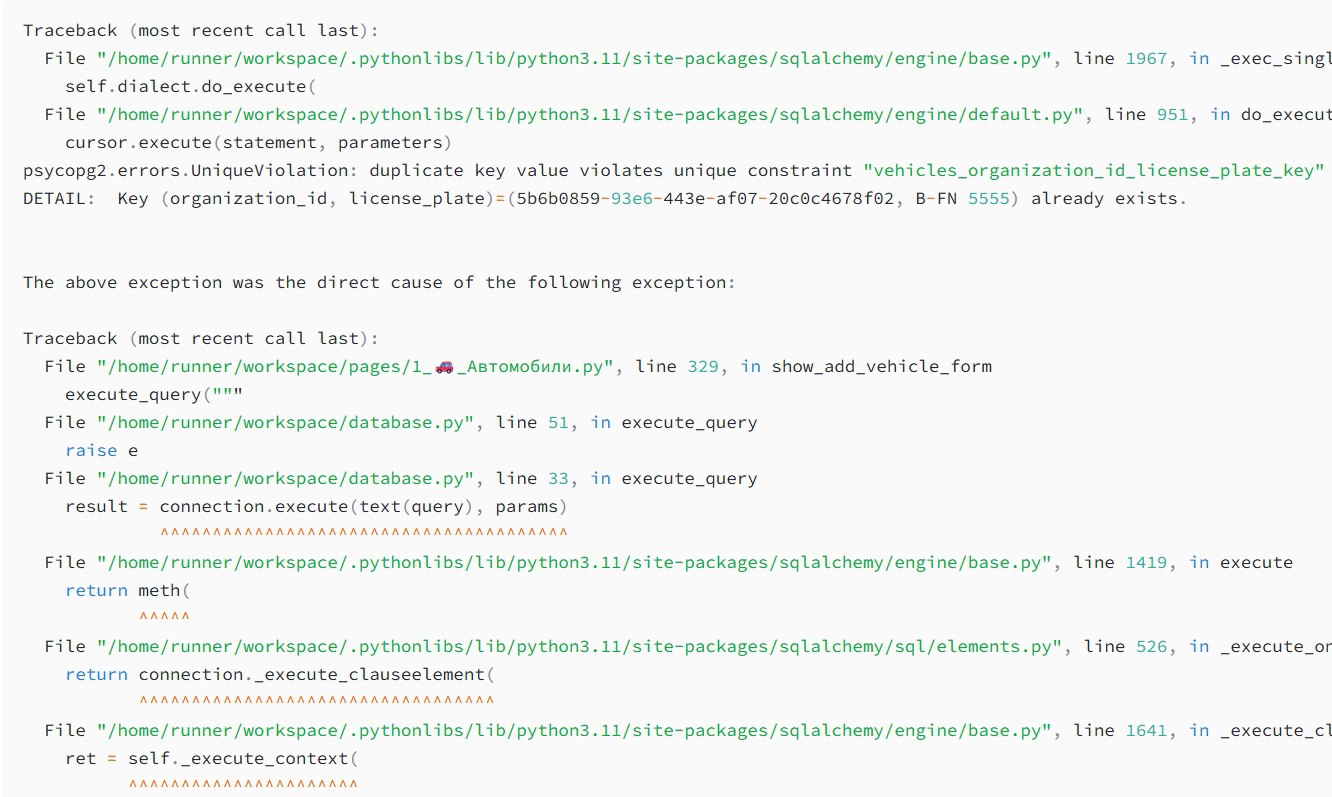 Traceback (most recent call last):
File "/home/runner/workspace/.pythonlibs/lib/python3.11/site-packages/sqlalchemy/engine/base.py", line 1967, in _exec_singl
self.dialect.do_execute(
File "/home/runner/workspace/.pythonlibs/lib/python3.11/site-packages/sqlalchemy/engine/default.py", line 951, in do_execut
cursor.execute(statement, parameters)
psycopg2.errors.UniqueViolation: duplicate key value violates unique constraint "vehicles_organization_id_license_plate_key"
DETAIL:  Key (organization_id, license_plate)=(5b6b0859-93e6-443e-af07-20c0c4678f02, B-FN 5555) already exists.
The above exception was the direct cause of the following exception:
Traceback (most recent call last):
File "/home/runner/workspace/pages/1_🚗_Автомобили.py", line 329, in show_add_vehicle_form
execute_query("""
File "/home/runner/workspace/database.py", line 51, in execute_query
raise e
File "/home/runner/workspace/database.py", line 33, in execute_query
result = connection.execute(text(query), params)
^^^^^^^^^^^^^^^^^^^^^^^^^^^^^^^^^^^^^^^
File "/home/runner/workspace/.pythonlibs/lib/python3.11/site-packages/sqlalchemy/engine/base.py", line 1419, in execute
return meth(
^^^^^
File "/home/runner/workspace/.pythonlibs/lib/python3.11/site-packages/sqlalchemy/sql/elements.py", line 526, in _execute_on
return connection._execute_clauseelement(
^^^^^^^^^^^^^^^^^^^^^^^^^^^^^^^^^^
File "/home/runner/workspace/.pythonlibs/lib/python3.11/site-packages/sqlalchemy/engine/base.py", line 1641, in _execute_cl
ret = self._execute_context(
^^^^^^^^^^^^^^^^^^^^^^